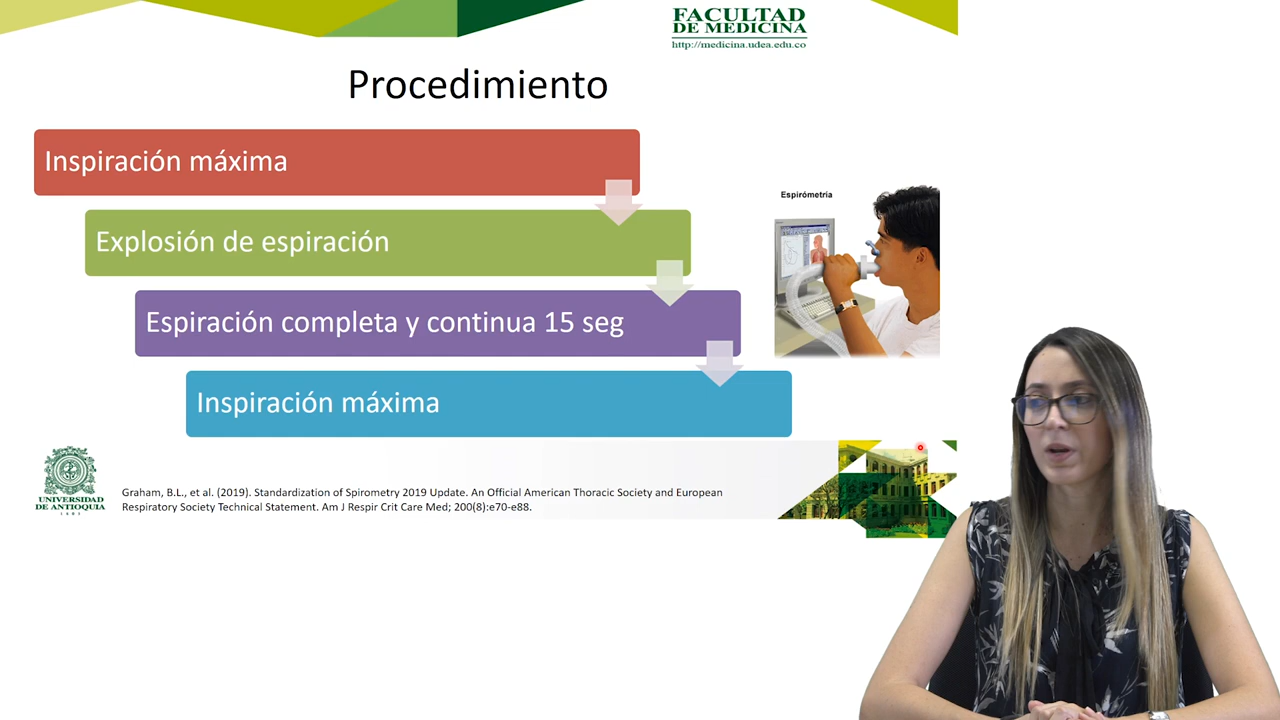 FACULTAD
DE MEDICINA
http://medicina.udea.edu.co
Procedimiento
Inspiración máxima
Explosión de espiración
Espiración completa y continua 15 seg
Inspiración máxima
Espirómetria
UNIVERSIDAD
DE ANTIOQUIA
1803
Graham, B.L., et al. (2019). Standardization of Spirometry 2019 Update. An Official American Thoracic Society and European
Respiratory Society Technical Statement. Am J Respir Crit Care Med; 200(8):e70-e88.